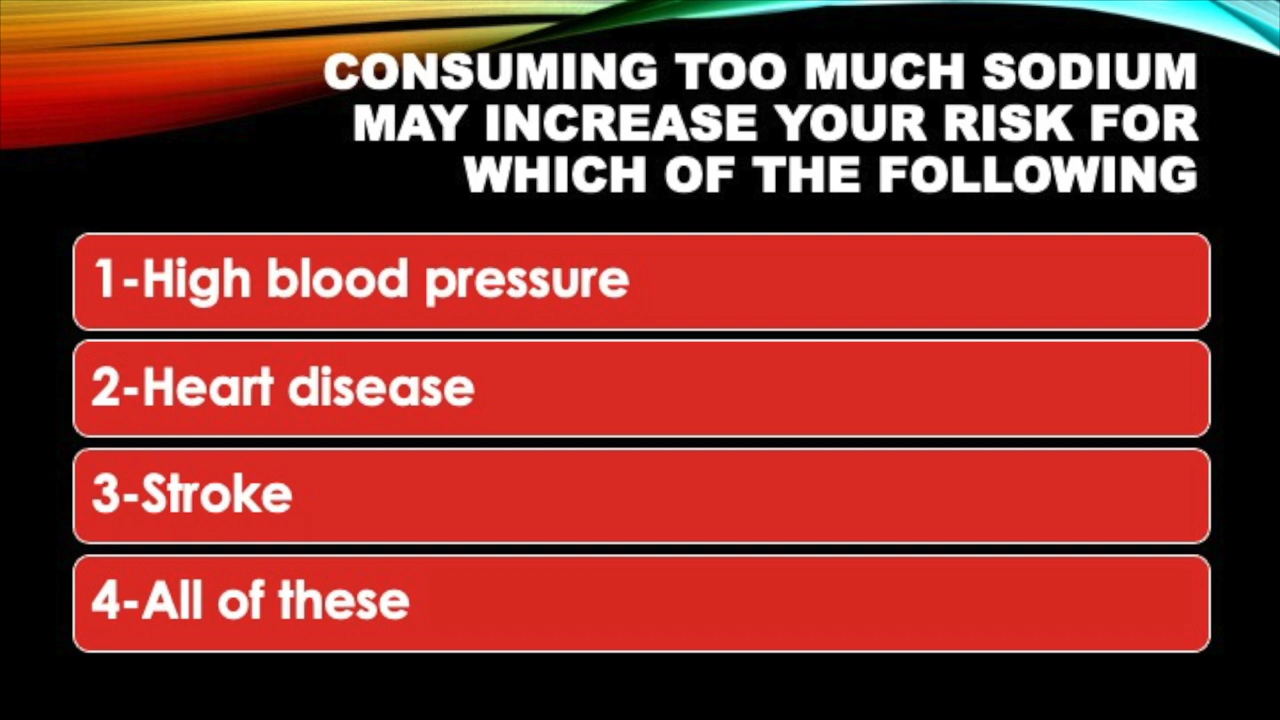 CONSUMING TOO MUCH SODIUM
MAY INCREASE YOUR RISK FOR
WHICH OF THE FOLLOWING
1-High blood pressure
2-Heart disease
3-Stroke
4-All of these